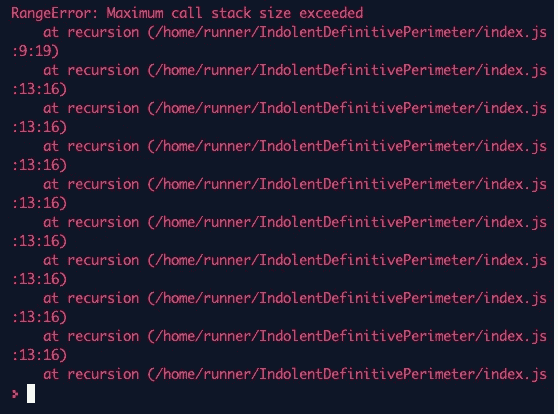 RangeError: Maximum call stack size exceeded
    at recursion (/home/runner/IndolentDefinitivePerimeter/index.js
:9:19)
    at recursion (/home/runner/IndolentDefinitivePerimeter/index.js
:13:16)
    at recursion (/home/runner/IndolentDefinitivePerimeter/index.js
:13:16)
    at recursion (/home/runner/IndolentDefinitivePerimeter/index.js
:13:16)
    at recursion (/home/runner/IndolentDefinitivePerimeter/index.js
:13:16)
    at recursion (/home/runner/IndolentDefinitivePerimeter/index.js
:13:16)
    at recursion (/home/runner/IndolentDefinitivePerimeter/index.js
:13:16)
    at recursion (/home/runner/IndolentDefinitivePerimeter/index.js
:13:16)
    at recursion (/home/runner/IndolentDefinitivePerimeter/index.js
:13:16)
    at recursion (/home/runner/IndolentDefinitivePerimeter/index.js